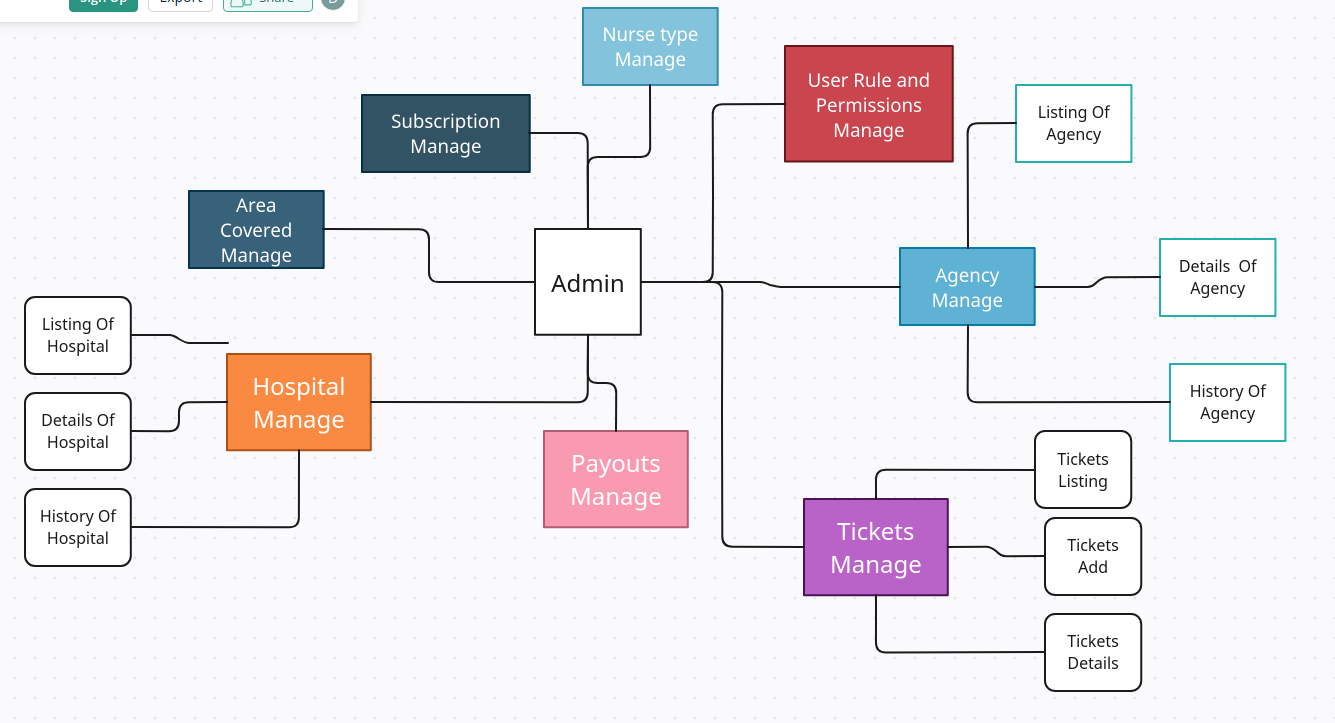 Export
Share
Nurse type
Manage
User Rule and
Permissions
Manage
Subscription
Manage
Listing Of
Agency
Area
Covered
Manage
Admin
Agency
Manage
Details  Of
Agency
Listing Of
Hospital
Hospital
Manage
Details Of
Hospital
History Of
Hospital
Payouts
Manage
History Of
Agency
Tickets
Manage
Tickets
Listing
Tickets
Add
Tickets
Details